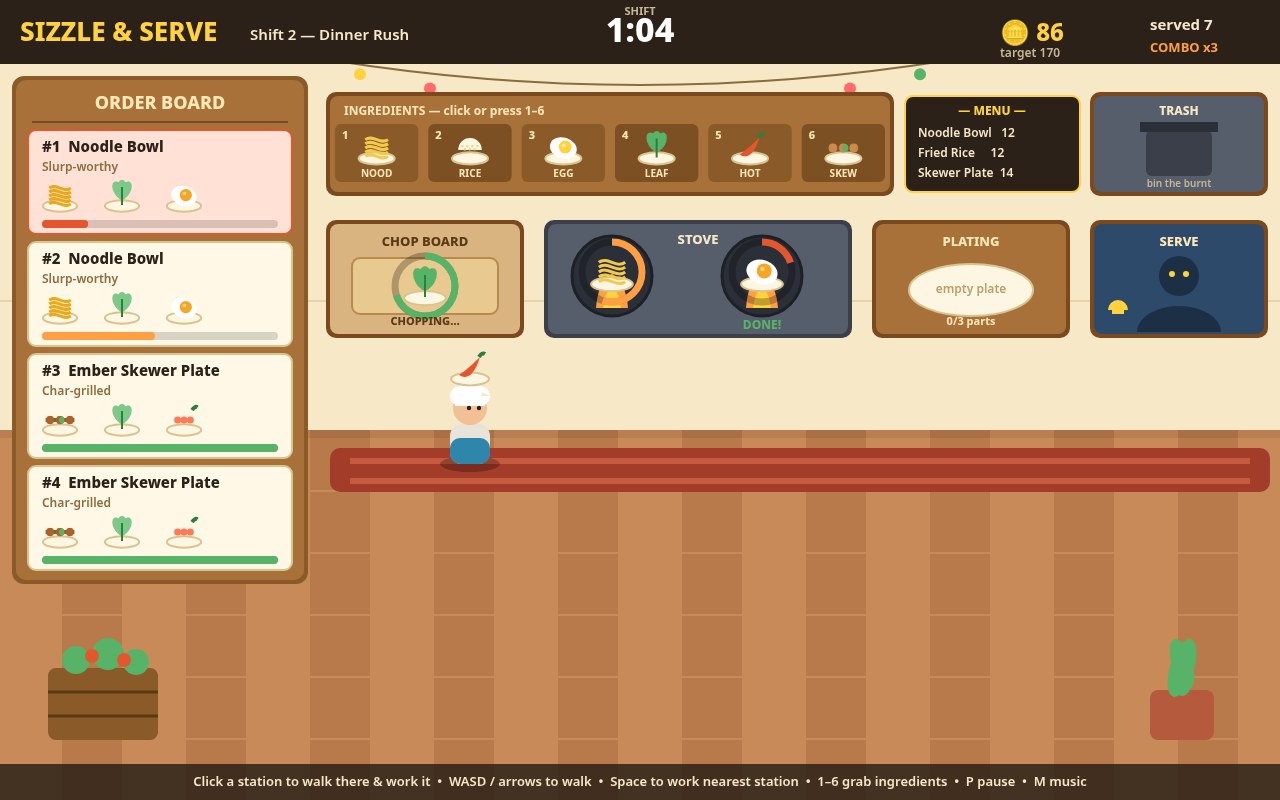 SIZZLE & SERVE
Shift 2 — Dinner Rush
SHIFT
1:04
86
target 170
served 7
COMBO x3
ORDER BOARD
#1 Noodle Bowl
Slurp-worthy
#2 Noodle Bowl
Slurp-worthy
#3 Ember Skewer Plate
Char-grilled
#4 Ember Skewer Plate
Char-grilled
INGREDIENTS — click or press 1–6
1
NOOD
2
RICE
3
EGG
4
LEAF
5
HOT
6
SKEW
— MENU —
Noodle Bowl 12
Fried Rice 12
Skewer Plate 14
TRASH
bin the burnt
CHOP BOARD
CHOPPING...
STOVE
DONE!
PLATING
empty plate
0/3 parts
SERVE
Click a station to walk there & work it • WASD / arrows to walk • Space to work nearest station • 1–6 grab ingredients • P pause • M music